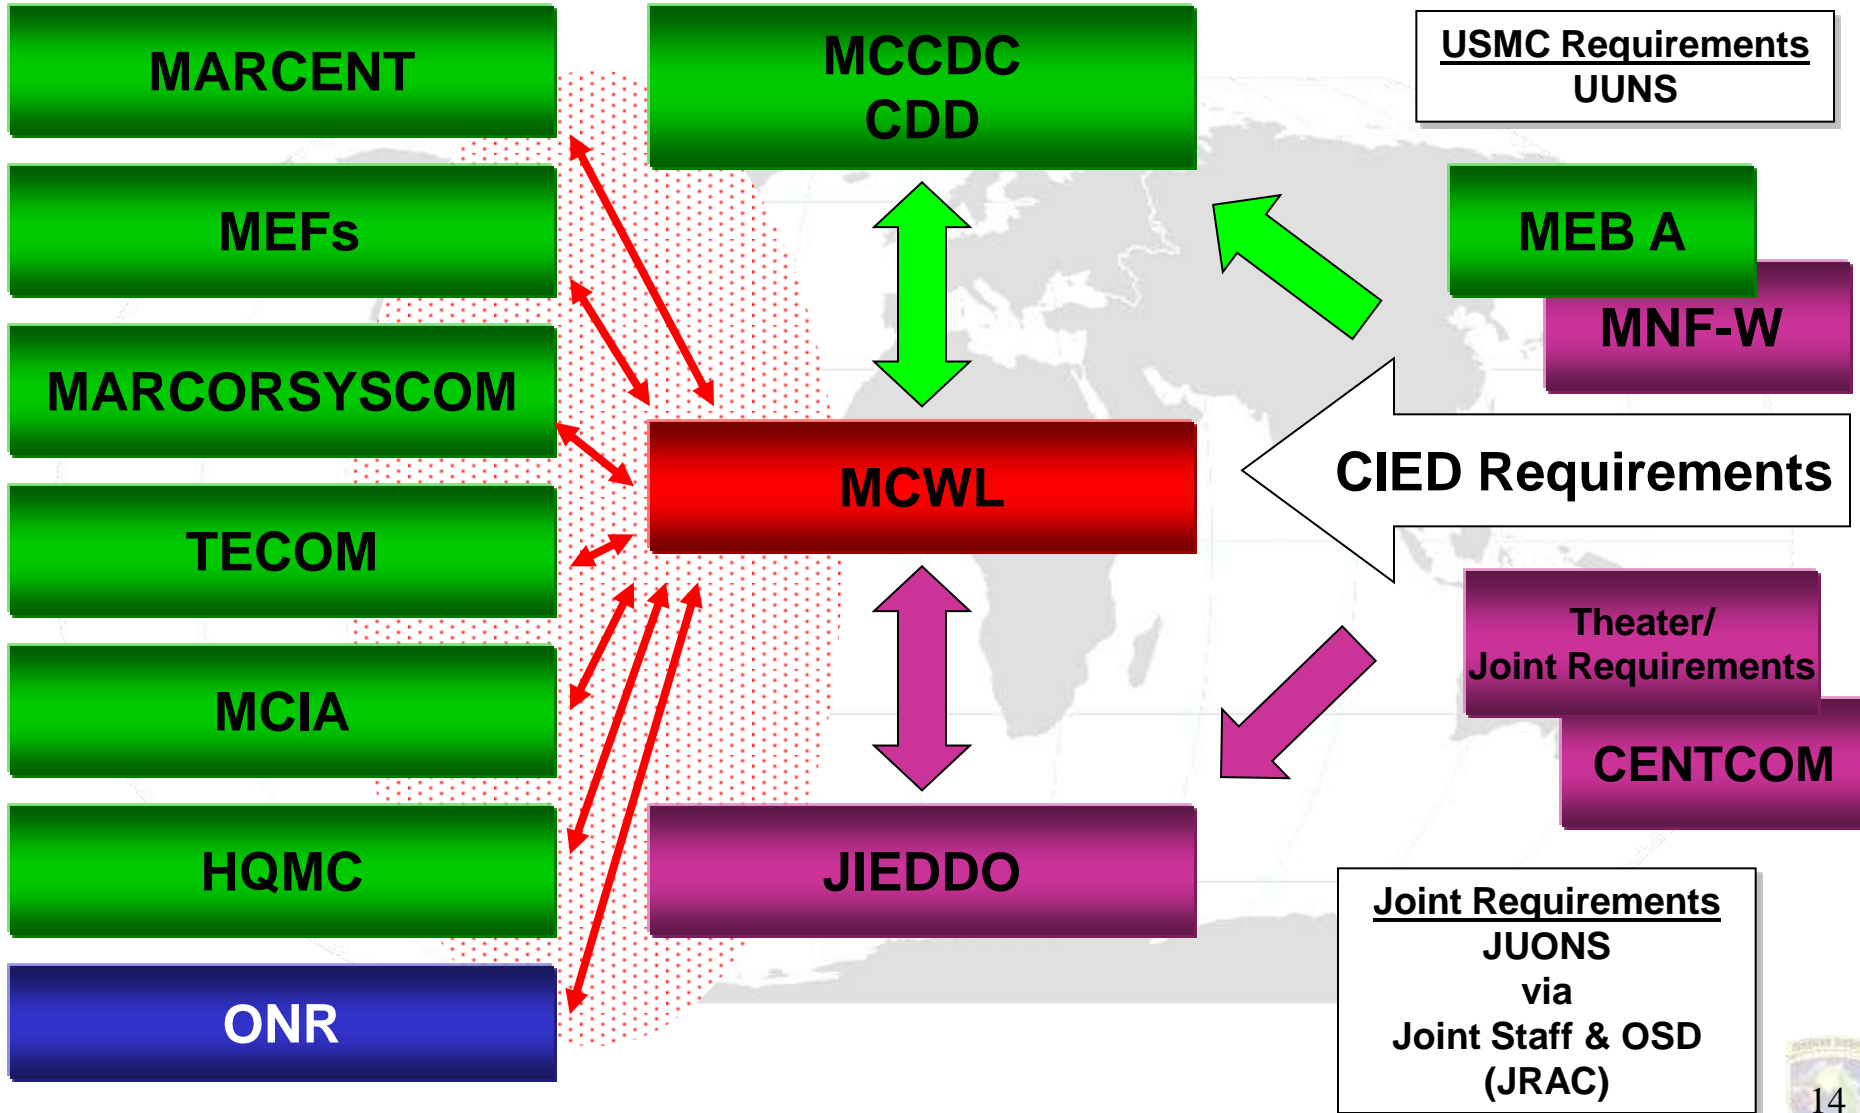 MARCENT
MEFs
MARCORSYSCOM
TECOM
MCIA
HQMC
ONR
MCCDC
CDD
MCWL
JIEDDO
USMC Requirements
UUNS
MEB A
MNF-W
CIED Requirements
Theater/
Joint Requirements
CENTCOM
Joint Requirements
JUONS
via
Joint Staff & OSD
(JRAC)
14